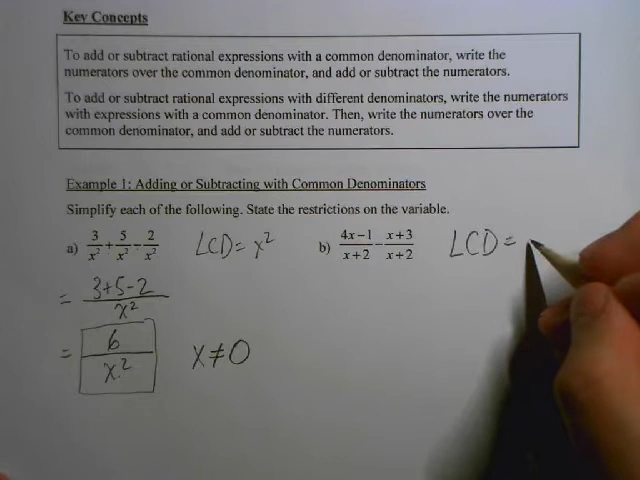 Key Concepts
To add or subtract rational expressions with a common denominator, write the
numerators over the common denominator, and add or subtract the numerators.
To add or subtract rational expressions with different denominators, write the numerators
with expressions with a common denominator. Then, write the numerators over the
common denominator, and add or subtract the numerators.
Example 1: Adding or Subtracting with Common Denominators
Simplify each of the following. State the restrictions on the variable.
a) 3/x² + 5/x² − 2/x² LCD = x² b) (4x−1)/(x+2) − (x+3)/(x+2) LCD =
= (3+5−2)/x²
= 6/x² x ≠ 0